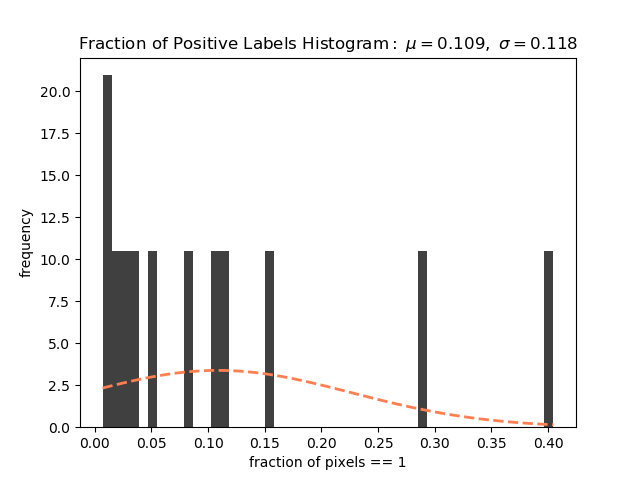 Fraction of Positive Labels Histogram: μ = 0.109, σ = 0.118
frequency
20.0
17.5
15.0
12.5
10.0
7.5
5.0
2.5
0.0
0.00 0.05 0.10 0.15 0.20 0.25 0.30 0.35 0.40
fraction of pixels == 1